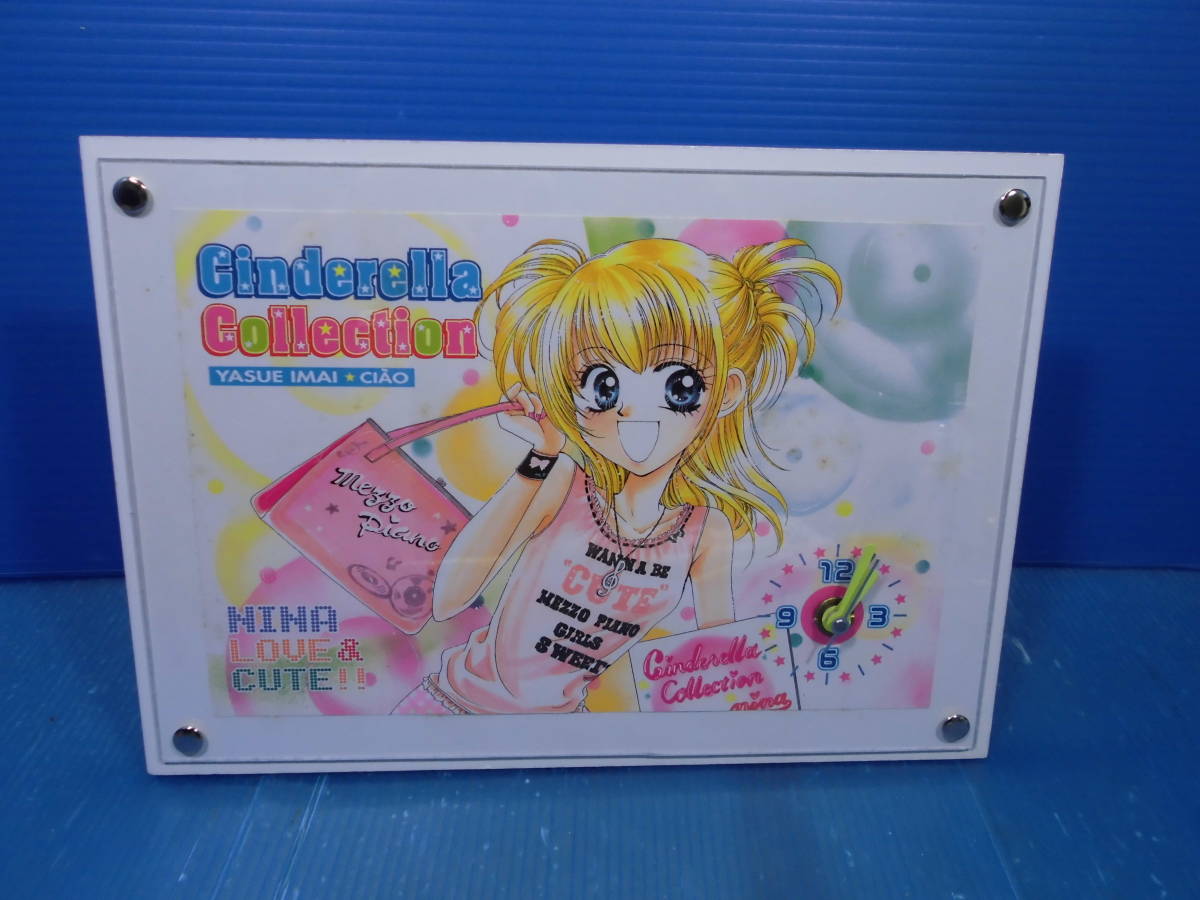 Cinderella
Collection
YASUE IMAI ★ CIÀO
Mezzo
Piano
WANNA BE
"CUTE"
MEZZO PIANO
GIRLS
SWEET
NINA
LOVE &
CUTE!!
Cinderella
Collection
nina
12
9 3
6